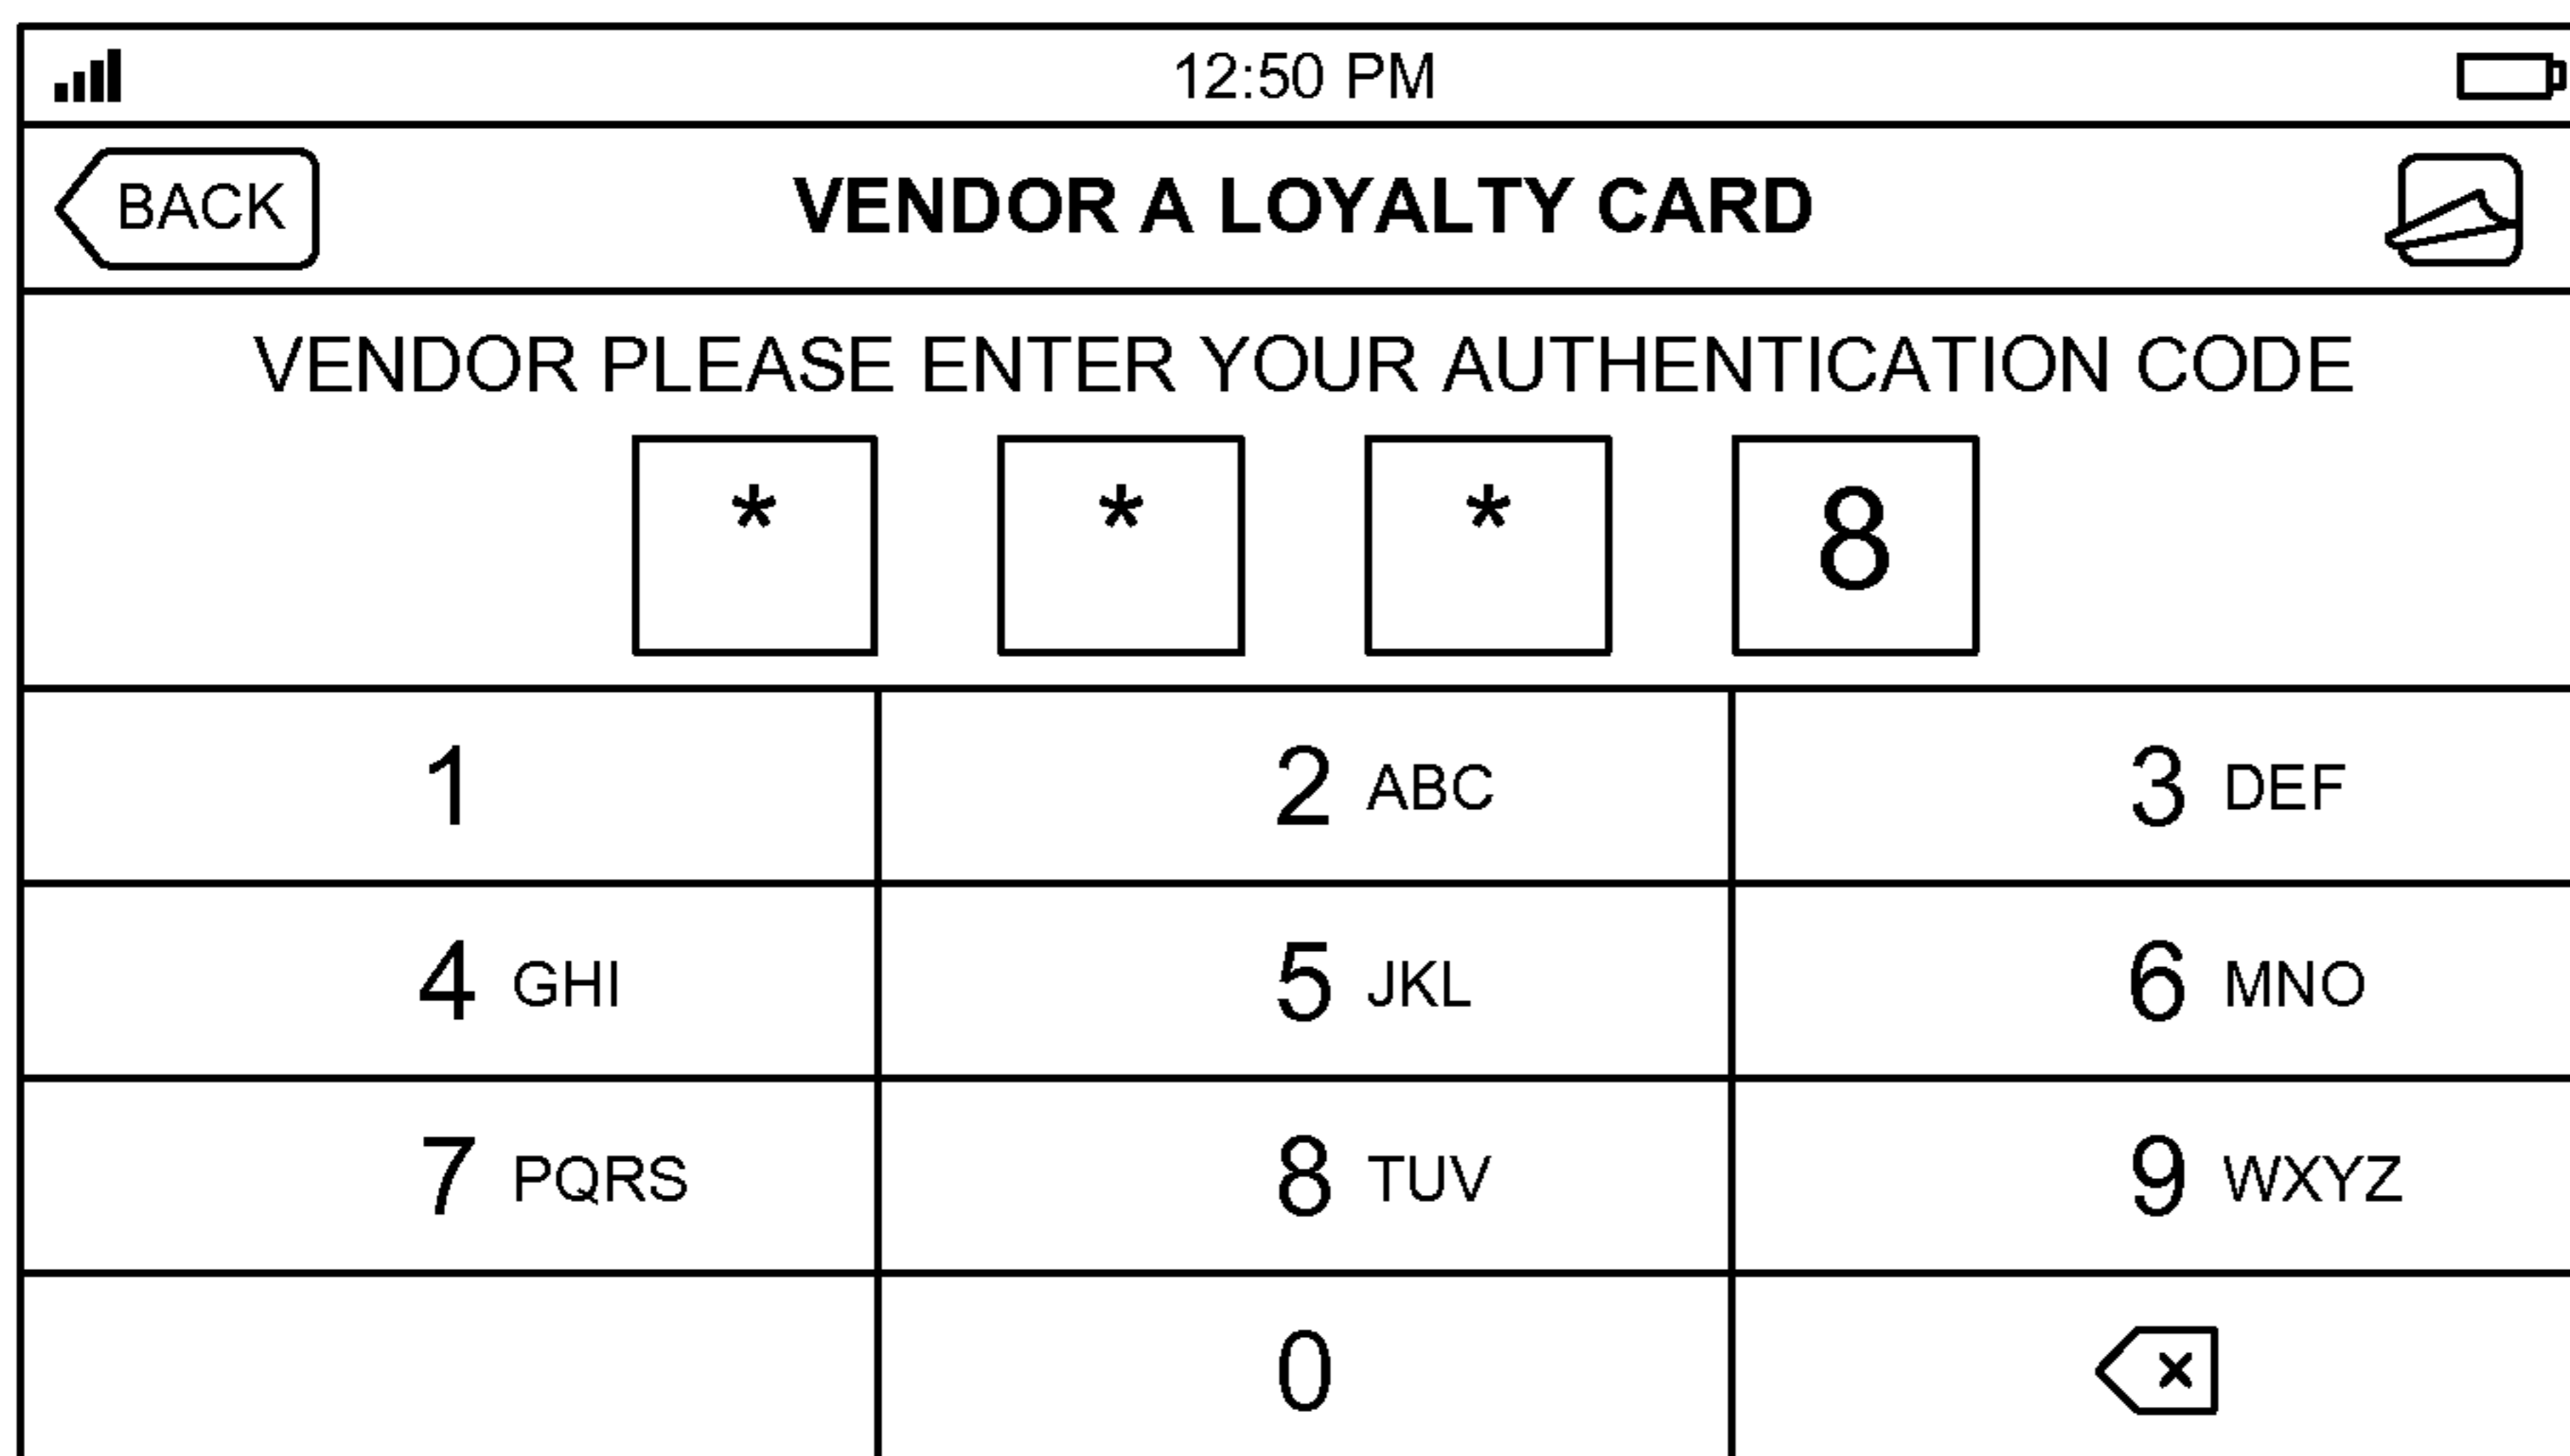 12:50 PM
BACK
VENDOR A LOYALTY CARD
VENDOR PLEASE ENTER YOUR AUTHENTICATION CODE
* * * 8
1 2 ABC 3 DEF
4 GHI 5 JKL 6 MNO
7 PQRS 8 TUV 9 WXYZ
0